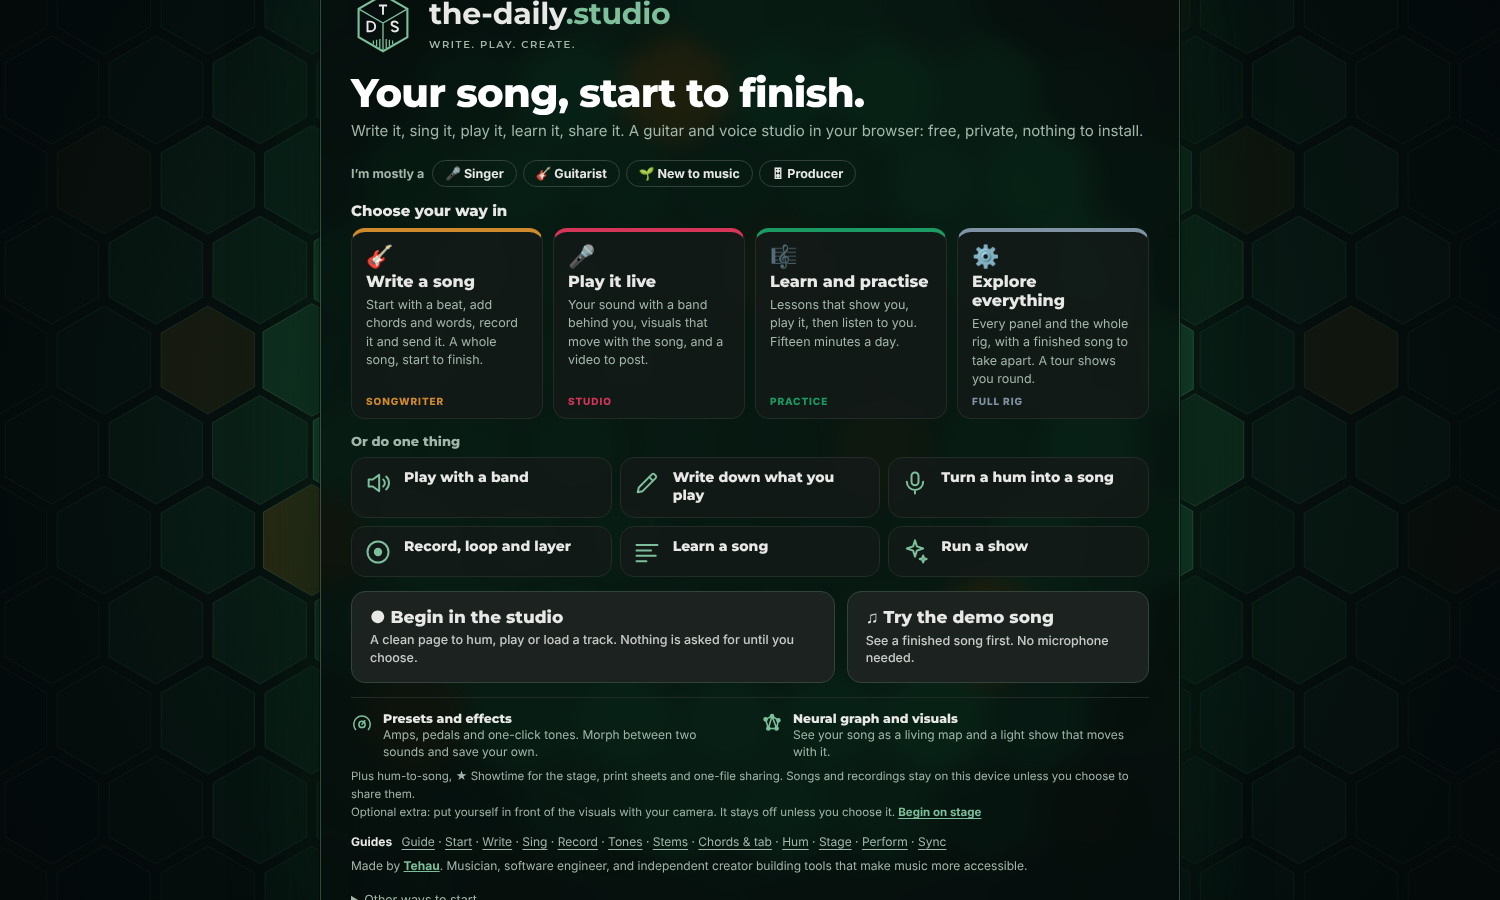 T
D S
the-daily.studio
WRITE. PLAY. CREATE.
Your song, start to finish.
Write it, sing it, play it, learn it, share it. A guitar and voice studio in your browser: free, private, nothing to install.
I'm mostly a
Singer
Guitarist
New to music
Producer
Choose your way in
Write a song
Start with a beat, add
chords and words, record
it and send it. A whole
song, start to finish.
SONGWRITER
Play it live
Your sound with a band
behind you, visuals that
move with the song, and a
video to post.
STUDIO
Learn and practise
Lessons that show you,
play it, then listen to you.
Fifteen minutes a day.
PRACTICE
Explore
everything
Every panel and the whole
rig, with a finished song to
take apart. A tour shows
you round.
FULL RIG
Or do one thing
Play with a band
Write down what you
play
Turn a hum into a song
Record, loop and layer
Learn a song
Run a show
● Begin in the studio
A clean page to hum, play or load a track. Nothing is asked for until you
choose.
♫ Try the demo song
See a finished song first. No microphone
needed.
Presets and effects
Amps, pedals and one-click tones. Morph between two
sounds and save your own.
Neural graph and visuals
See your song as a living map and a light show that moves
with it.
Plus hum-to-song, ★ Showtime for the stage, print sheets and one-file sharing. Songs and recordings stay on this device unless you choose to
share them.
Optional extra: put yourself in front of the visuals with your camera. It stays off unless you choose it. Begin on stage
Guides Guide · Start · Write · Sing · Record · Tones · Stems · Chords & tab · Hum · Stage · Perform · Sync
Made by Tehau. Musician, software engineer, and independent creator building tools that make music more accessible.
▶ Other ways to start